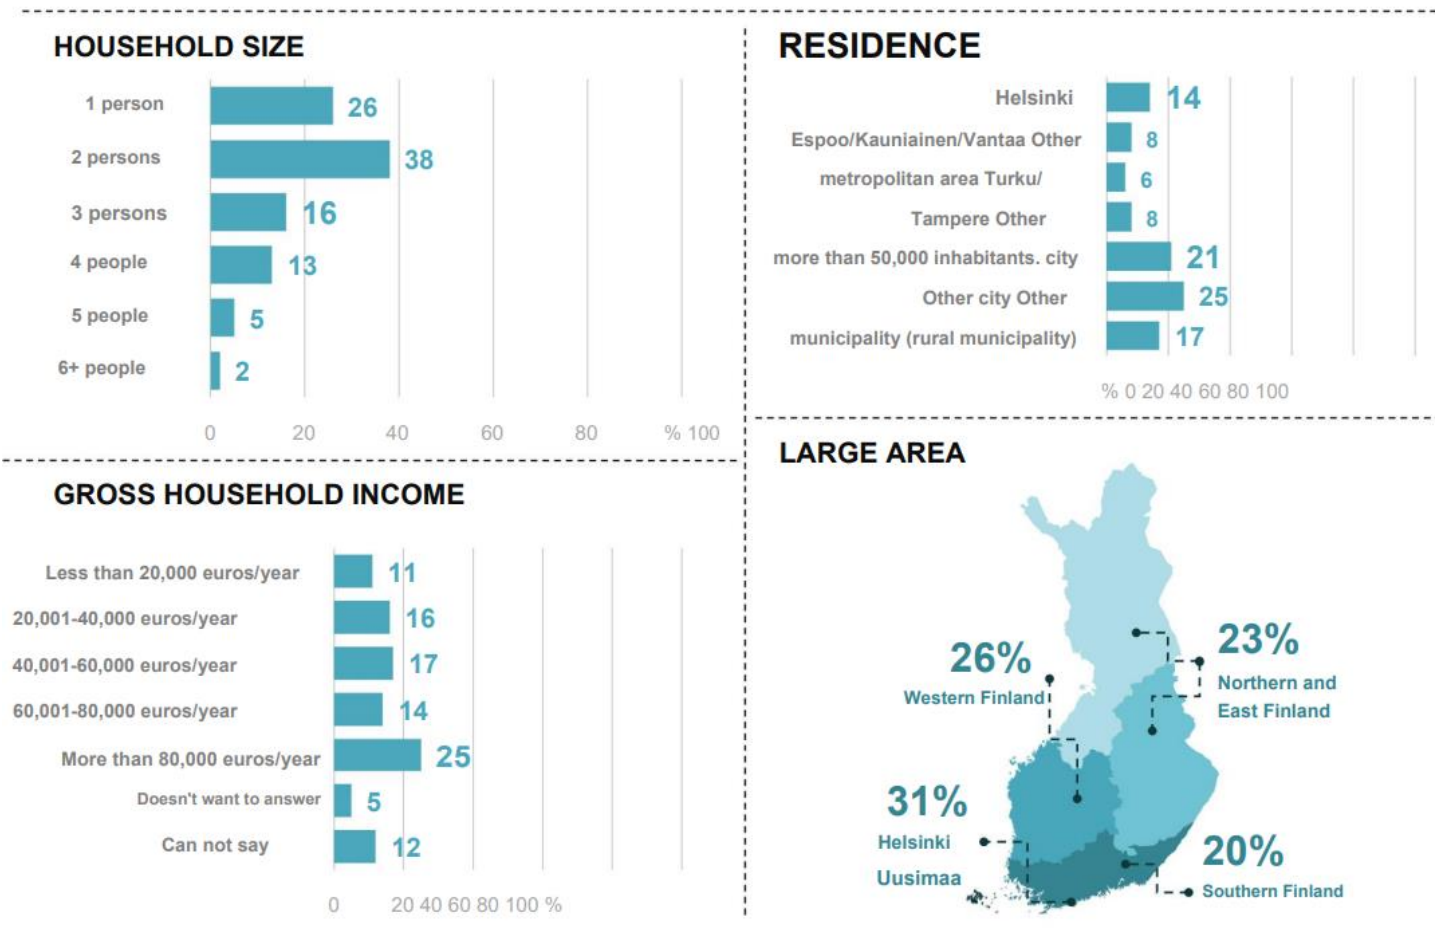 HOUSEHOLD SIZE
1 person 26
2 persons 38
3 persons 16
4 people 13
5 people 5
6+ people 2
0 20 40 60 80 % 100
GROSS HOUSEHOLD INCOME
Less than 20,000 euros/year 11
20,001-40,000 euros/year 16
40,001-60,000 euros/year 17
60,001-80,000 euros/year 14
More than 80,000 euros/year 25
Doesn't want to answer 5
Can not say 12
0 20 40 60 80 100 %
RESIDENCE
Helsinki 14
Espoo/Kauniainen/Vantaa Other 8
metropolitan area Turku/ 6
Tampere Other 8
more than 50,000 inhabitants. city 21
Other city Other 25
municipality (rural municipality) 17
% 0 20 40 60 80 100
LARGE AREA
23%
Northern and
East Finland
26%
Western Finland
31%
Helsinki
Uusimaa
20%
Southern Finland